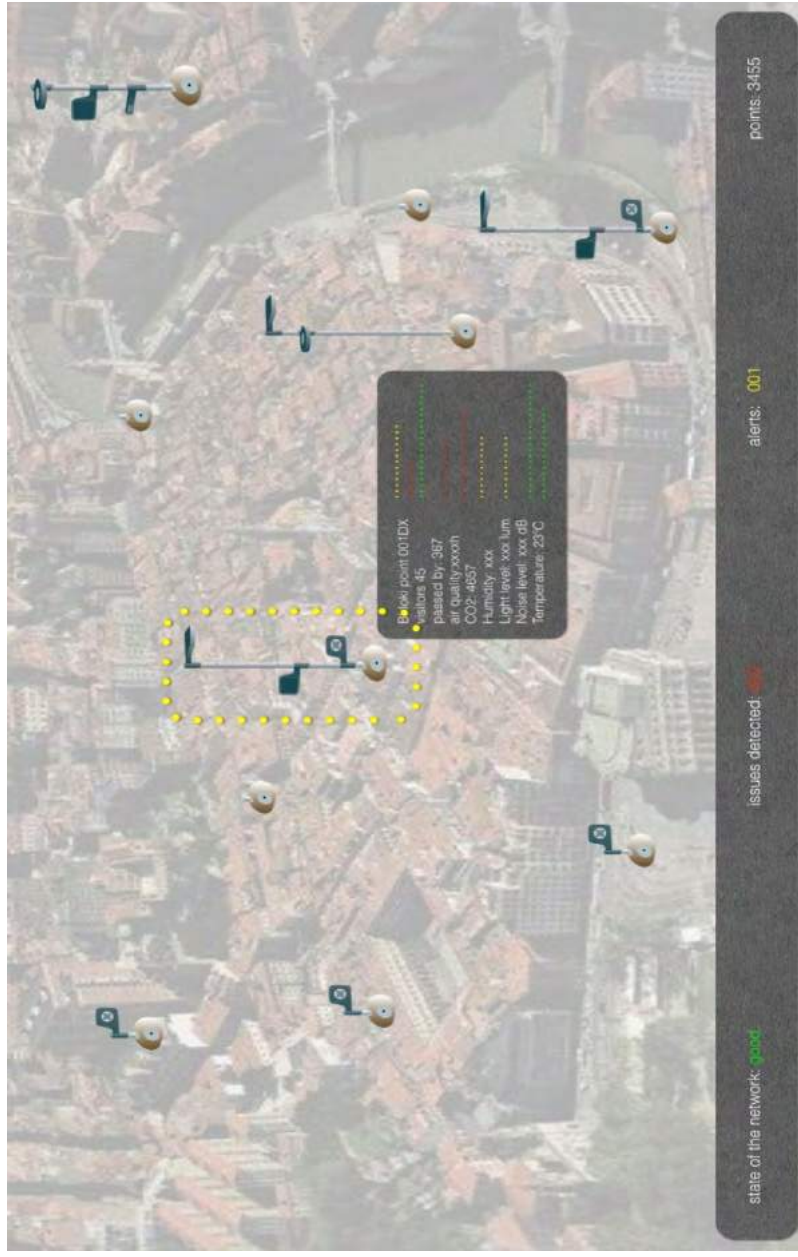 Beloki point 001DX
visitors 45
passed by: 367
air quality:xxxxh
CO2: 4657
Humidity: xxx
Light level: xxx lum
Noise level: xxx dB
Temperature: 23°C
state of the network: good
issues detected:
alerts: 001
points: 3455